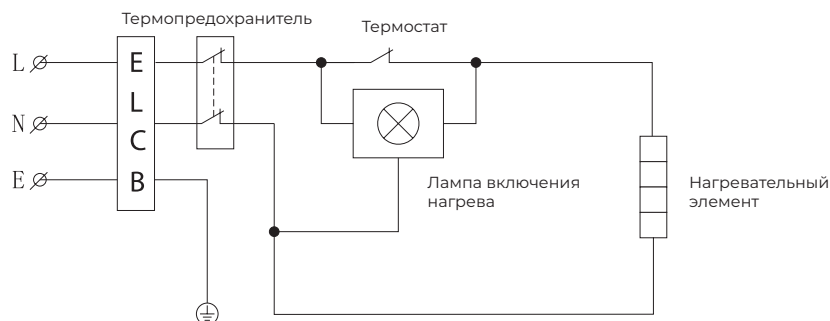 Термопредохранитель
Термостат
L
E
L
N
C
E
B
Лампа включения
нагрева
Нагревательный
элемент